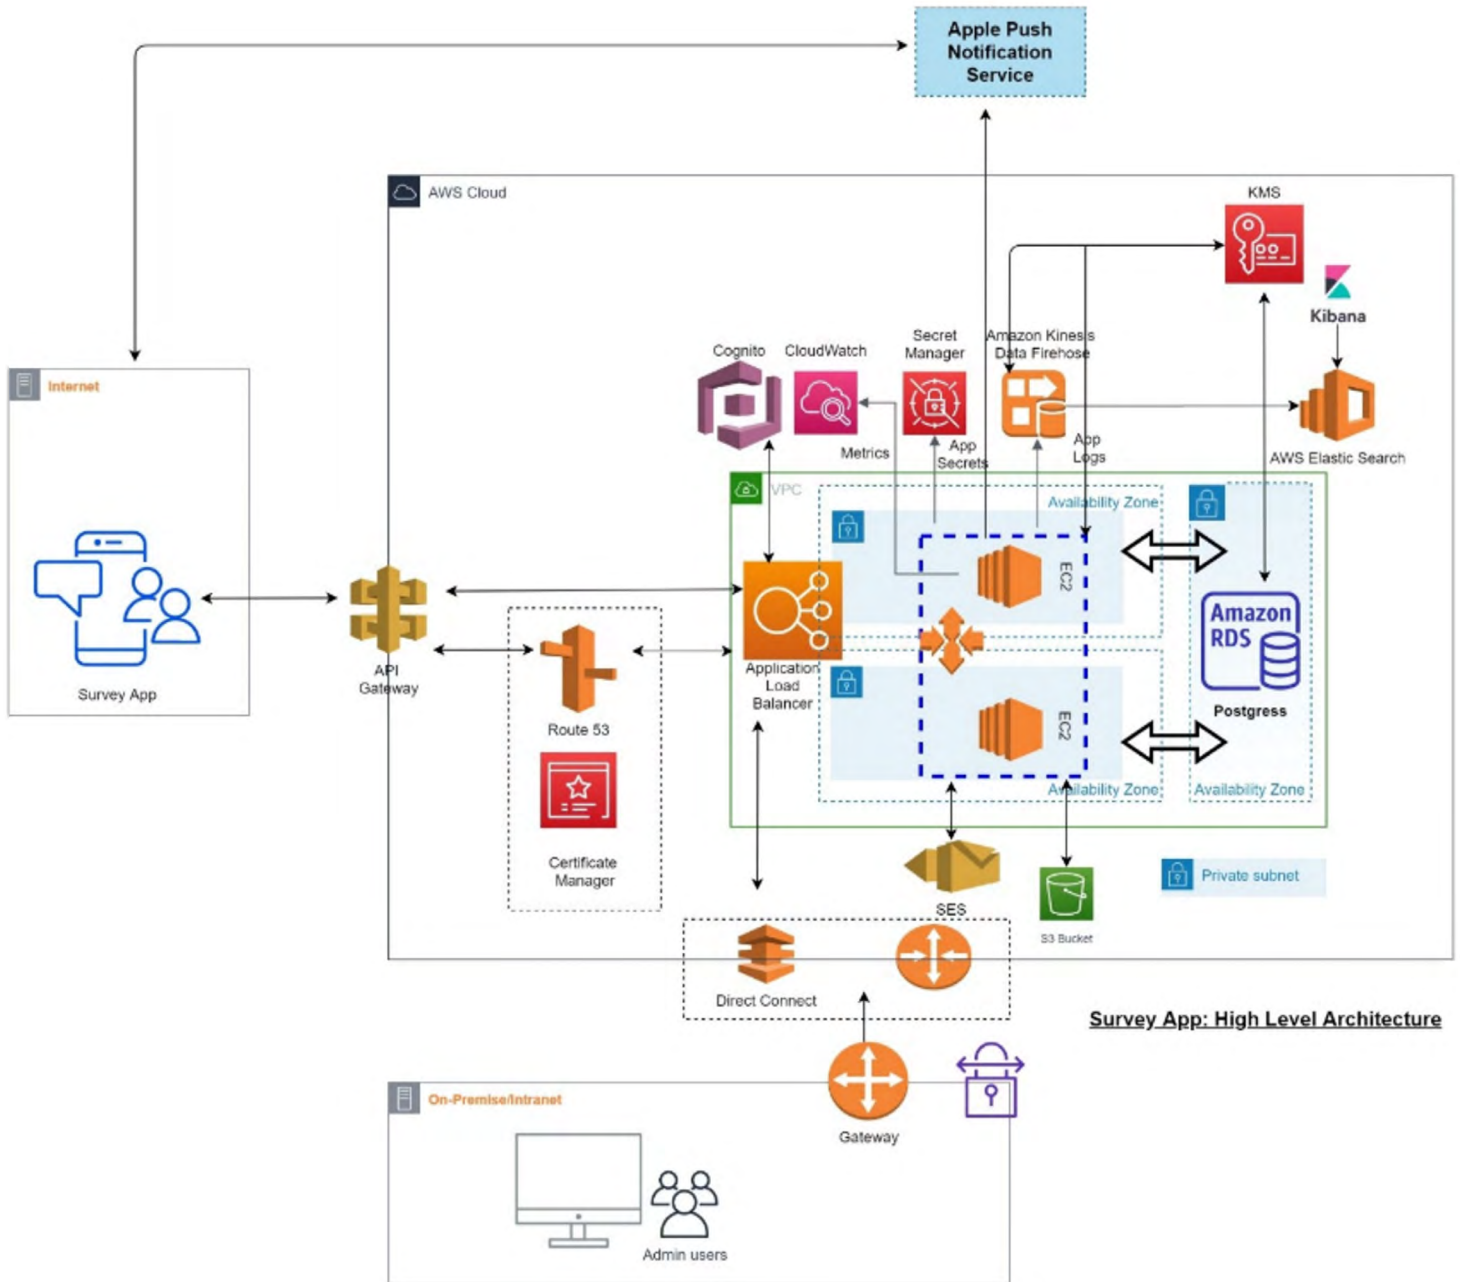 Apple Push
Notification
Service
AWS Cloud
KMS
Kibana
Internet
Cognito
CloudWatch
Secret
Manager
Amazon Kinesis
Data Firehose
Metrics
App
Secrets
App
Logs
AWS Elastic Search
VPC
Availability Zone
EC2
Amazon
RDS
Postgress
API
Gateway
Survey App
Application
Load
Balancer
Route 53
EC2
Availability Zone
Availability Zone
Certificate
Manager
Private subnet
SES
S3 Bucket
Direct Connect
Survey App: High Level Architecture
On-Premise/Intranet
Gateway
Admin users